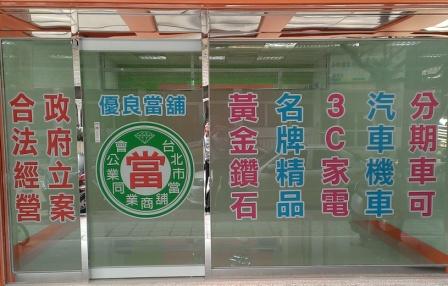 政府立案
合法經營
優良當舖
台北市當舖商業同業公會
當
分期車可
汽車機車
3C家電
名牌精品
黃金鑽石